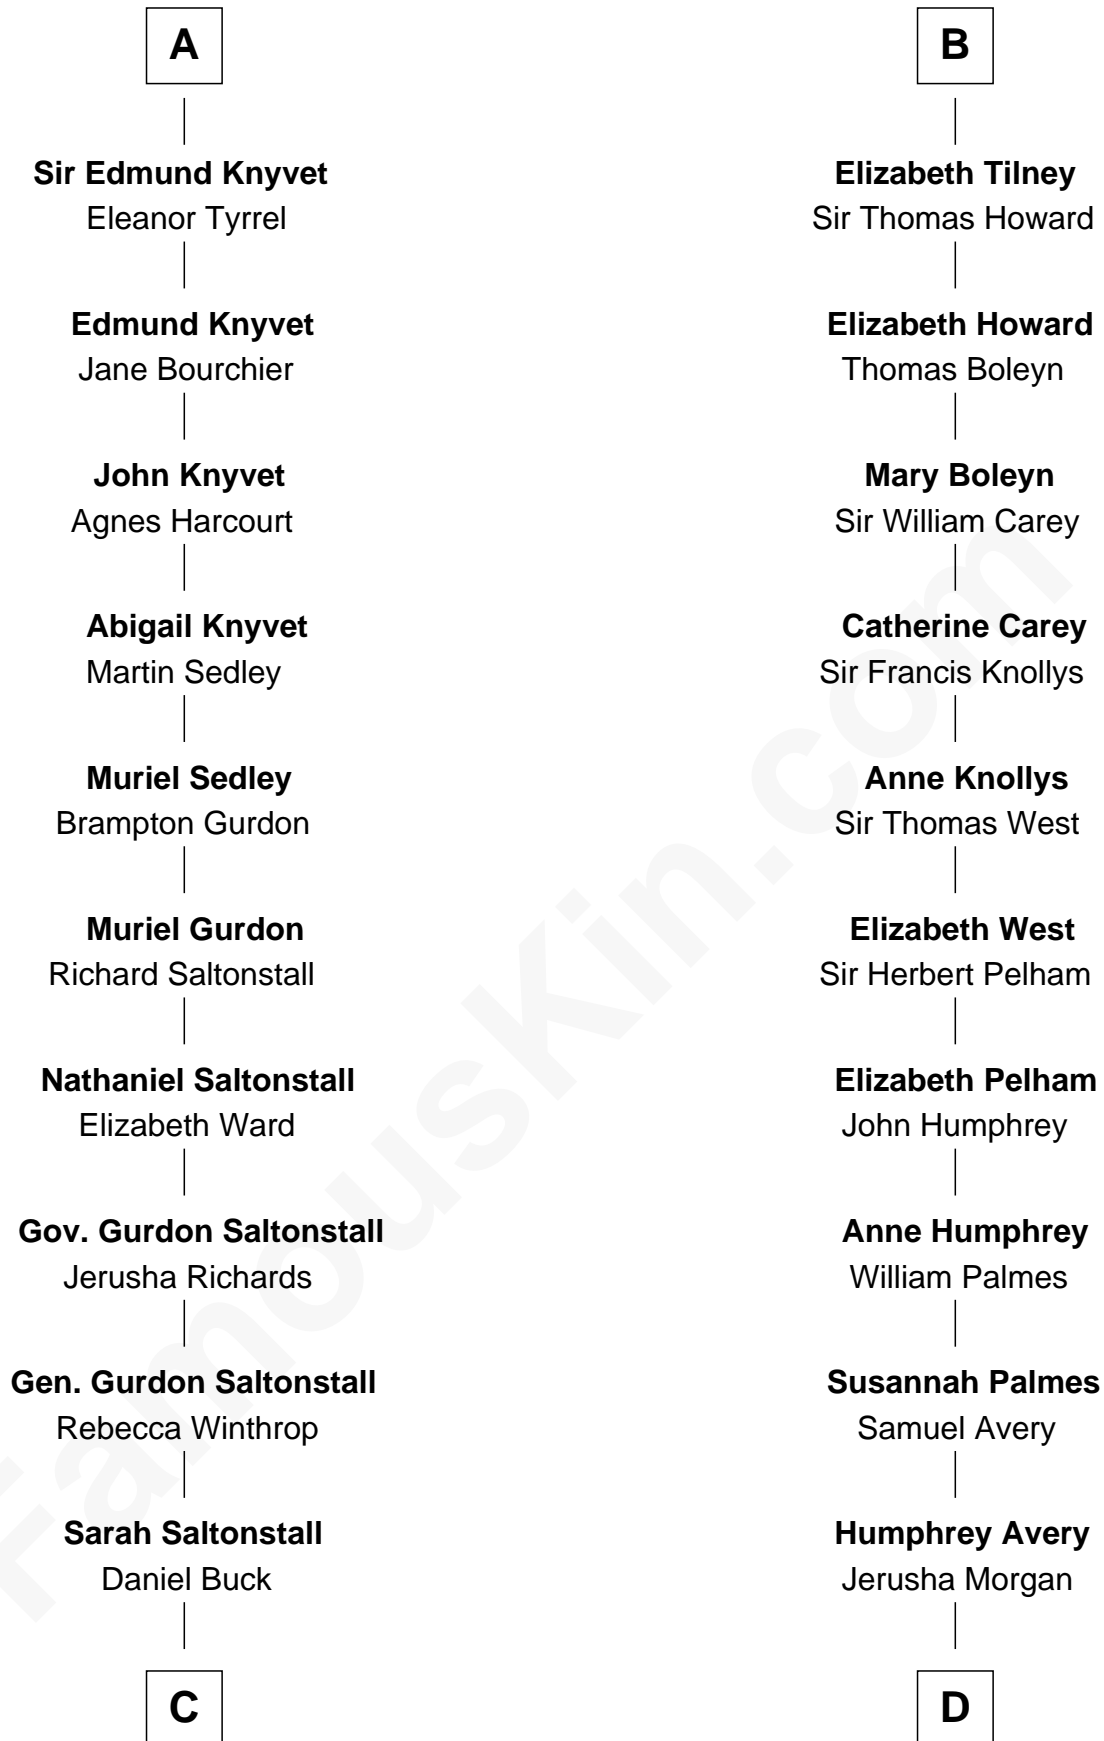 A
Sir Edmund Knyvet
Eleanor Tyrrel
Edmund Knyvet
Jane Bourchier
John Knyvet
Agnes Harcourt
Abigail Knyvet
Martin Sedley
Muriel Sedley
Brampton Gurdon
Muriel Gurdon
Richard Saltonstall
Nathaniel Saltonstall
Elizabeth Ward
Gov. Gurdon Saltonstall
Jerusha Richards
Gen. Gurdon Saltonstall
Rebecca Winthrop
Sarah Saltonstall
Daniel Buck
C
B
Elizabeth Tilney
Sir Thomas Howard
Elizabeth Howard
Thomas Boleyn
Mary Boleyn
Sir William Carey
Catherine Carey
Sir Francis Knollys
Anne Knollys
Sir Thomas West
Elizabeth West
Sir Herbert Pelham
Elizabeth Pelham
John Humphrey
Anne Humphrey
William Palmes
Susannah Palmes
Samuel Avery
Humphrey Avery
Jerusha Morgan
D
FamousKin.com